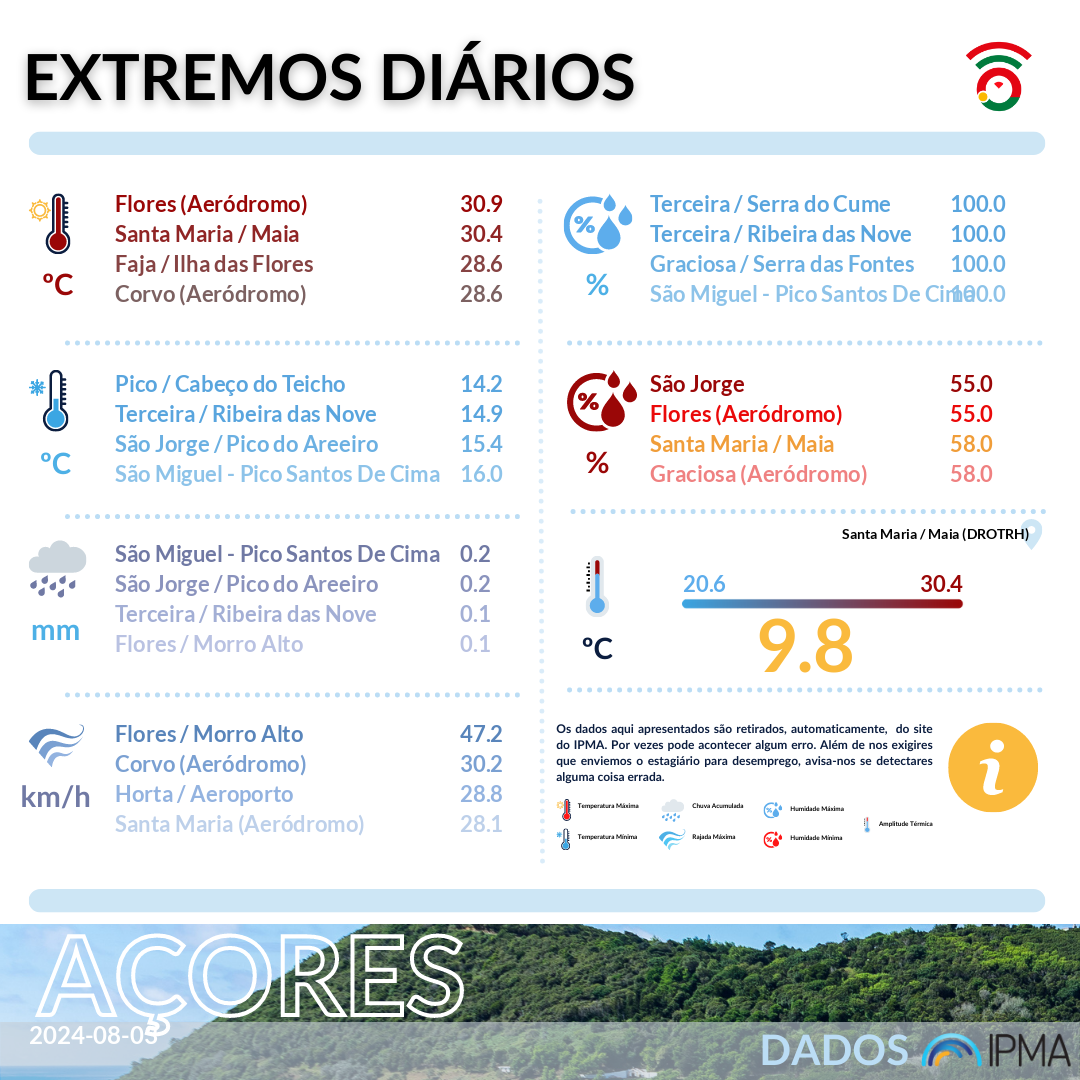 EXTREMOS DIÁRIOS
Flores (Aeródromo) 30.9
Santa Maria / Maia 30.4
Faja / Ilha das Flores 28.6
Corvo (Aeródromo) 28.6
ºC
Pico / Cabeço do Teicho 14.2
Terceira / Ribeira das Nove 14.9
São Jorge / Pico do Areeiro 15.4
São Miguel - Pico Santos De Cima 16.0
ºC
São Miguel - Pico Santos De Cima 0.2
São Jorge / Pico do Areeiro 0.2
Terceira / Ribeira das Nove 0.1
Flores / Morro Alto 0.1
mm
Flores / Morro Alto 47.2
Corvo (Aeródromo) 30.2
Horta / Aeroporto 28.8
Santa Maria (Aeródromo) 28.1
km/h
%
Terceira / Serra do Cume 100.0
Terceira / Ribeira das Nove 100.0
Graciosa / Serra das Fontes 100.0
São Miguel - Pico Santos De Cima 100.0
%
%
São Jorge 55.0
Flores (Aeródromo) 55.0
Santa Maria / Maia 58.0
Graciosa (Aeródromo) 58.0
%
Santa Maria / Maia (DROTRH)
20.6 30.4
ºC
9.8
Os dados aqui apresentados são retirados, automaticamente, do site
do IPMA. Por vezes pode acontecer algum erro. Além de nos exigires
que enviemos o estagiário para desemprego, avisa-nos se detectares
alguma coisa errada.
i
Temperatura Máxima Chuva Acumulada Humidade Máxima
Amplitude Térmica
Temperatura Mínima Rajada Máxima Humidade Mínima
AÇORES
2024-08-05
DADOS IPMA